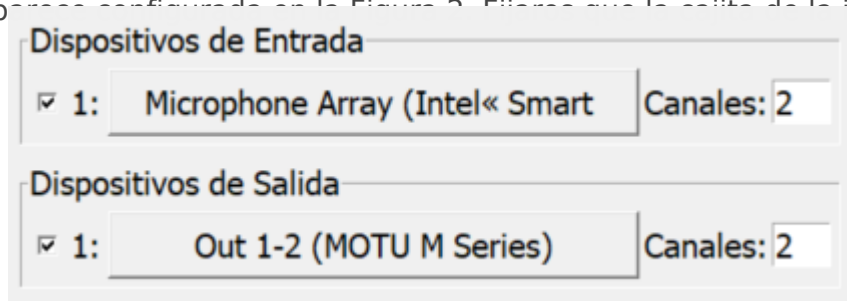 Dispositivos de Entrada
1: Microphone Array (Intel« Smart Canales: 2
Dispositivos de Salida
1: Out 1-2 (MOTU M Series) Canales: 2